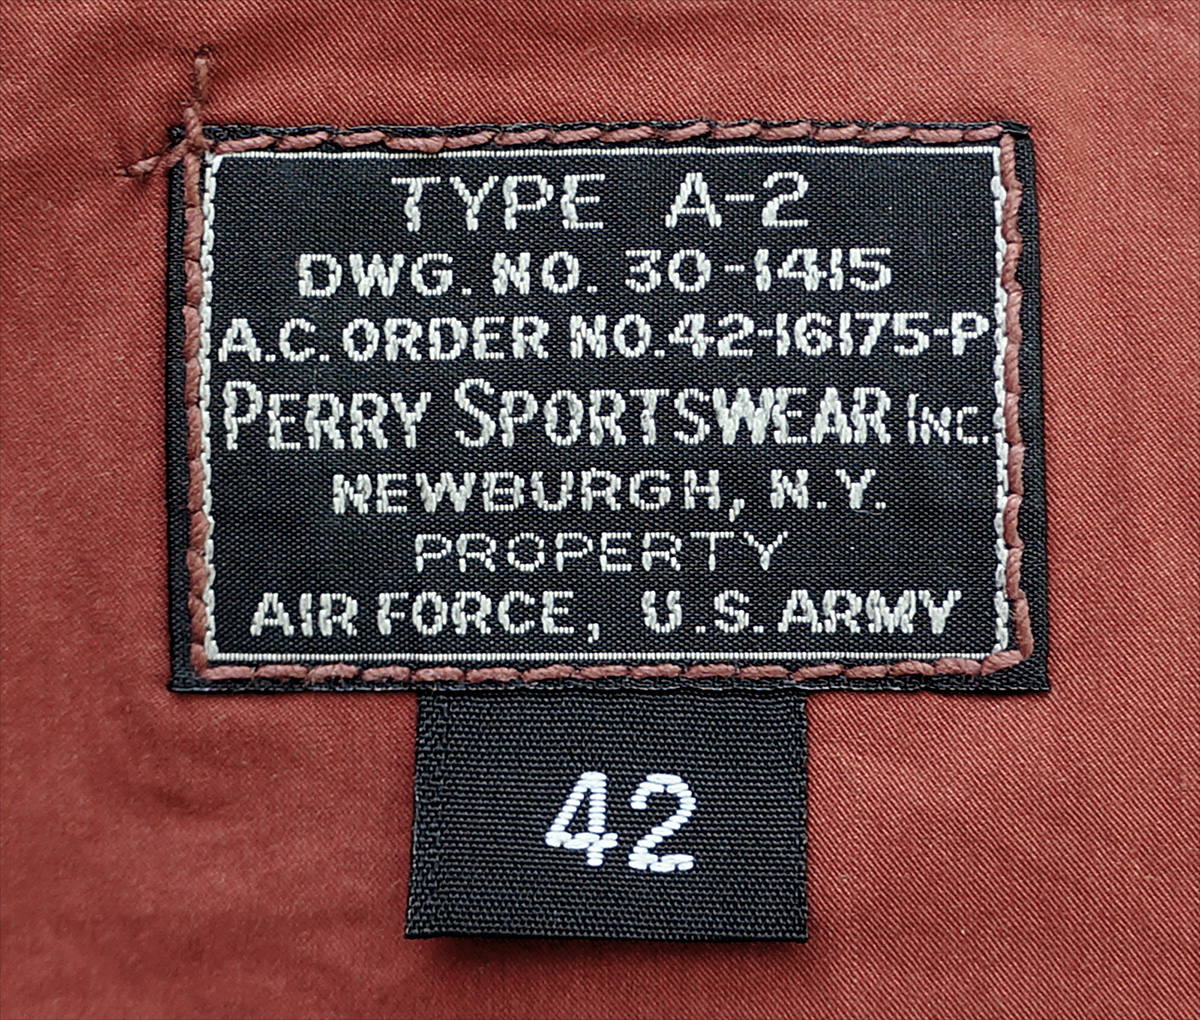 TYPE A-2
DWG. NO. 30-1415
A.C. ORDER NO.42-16175-P
PERRY SPORTSWEAR INC.
NEWBURGH, N.Y.
PROPERTY
AIR FORCE, U.S. ARMY
42